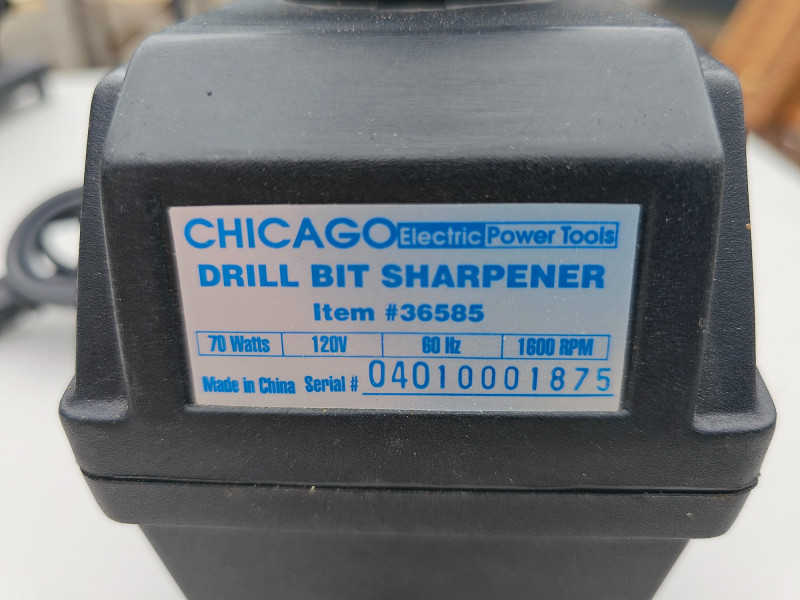 CHICAGO Electric Power Tools
DRILL BIT SHARPENER
Item #36585
70 Watts 120V 60 Hz 1600 RPM
Made in China Serial # 04010001875